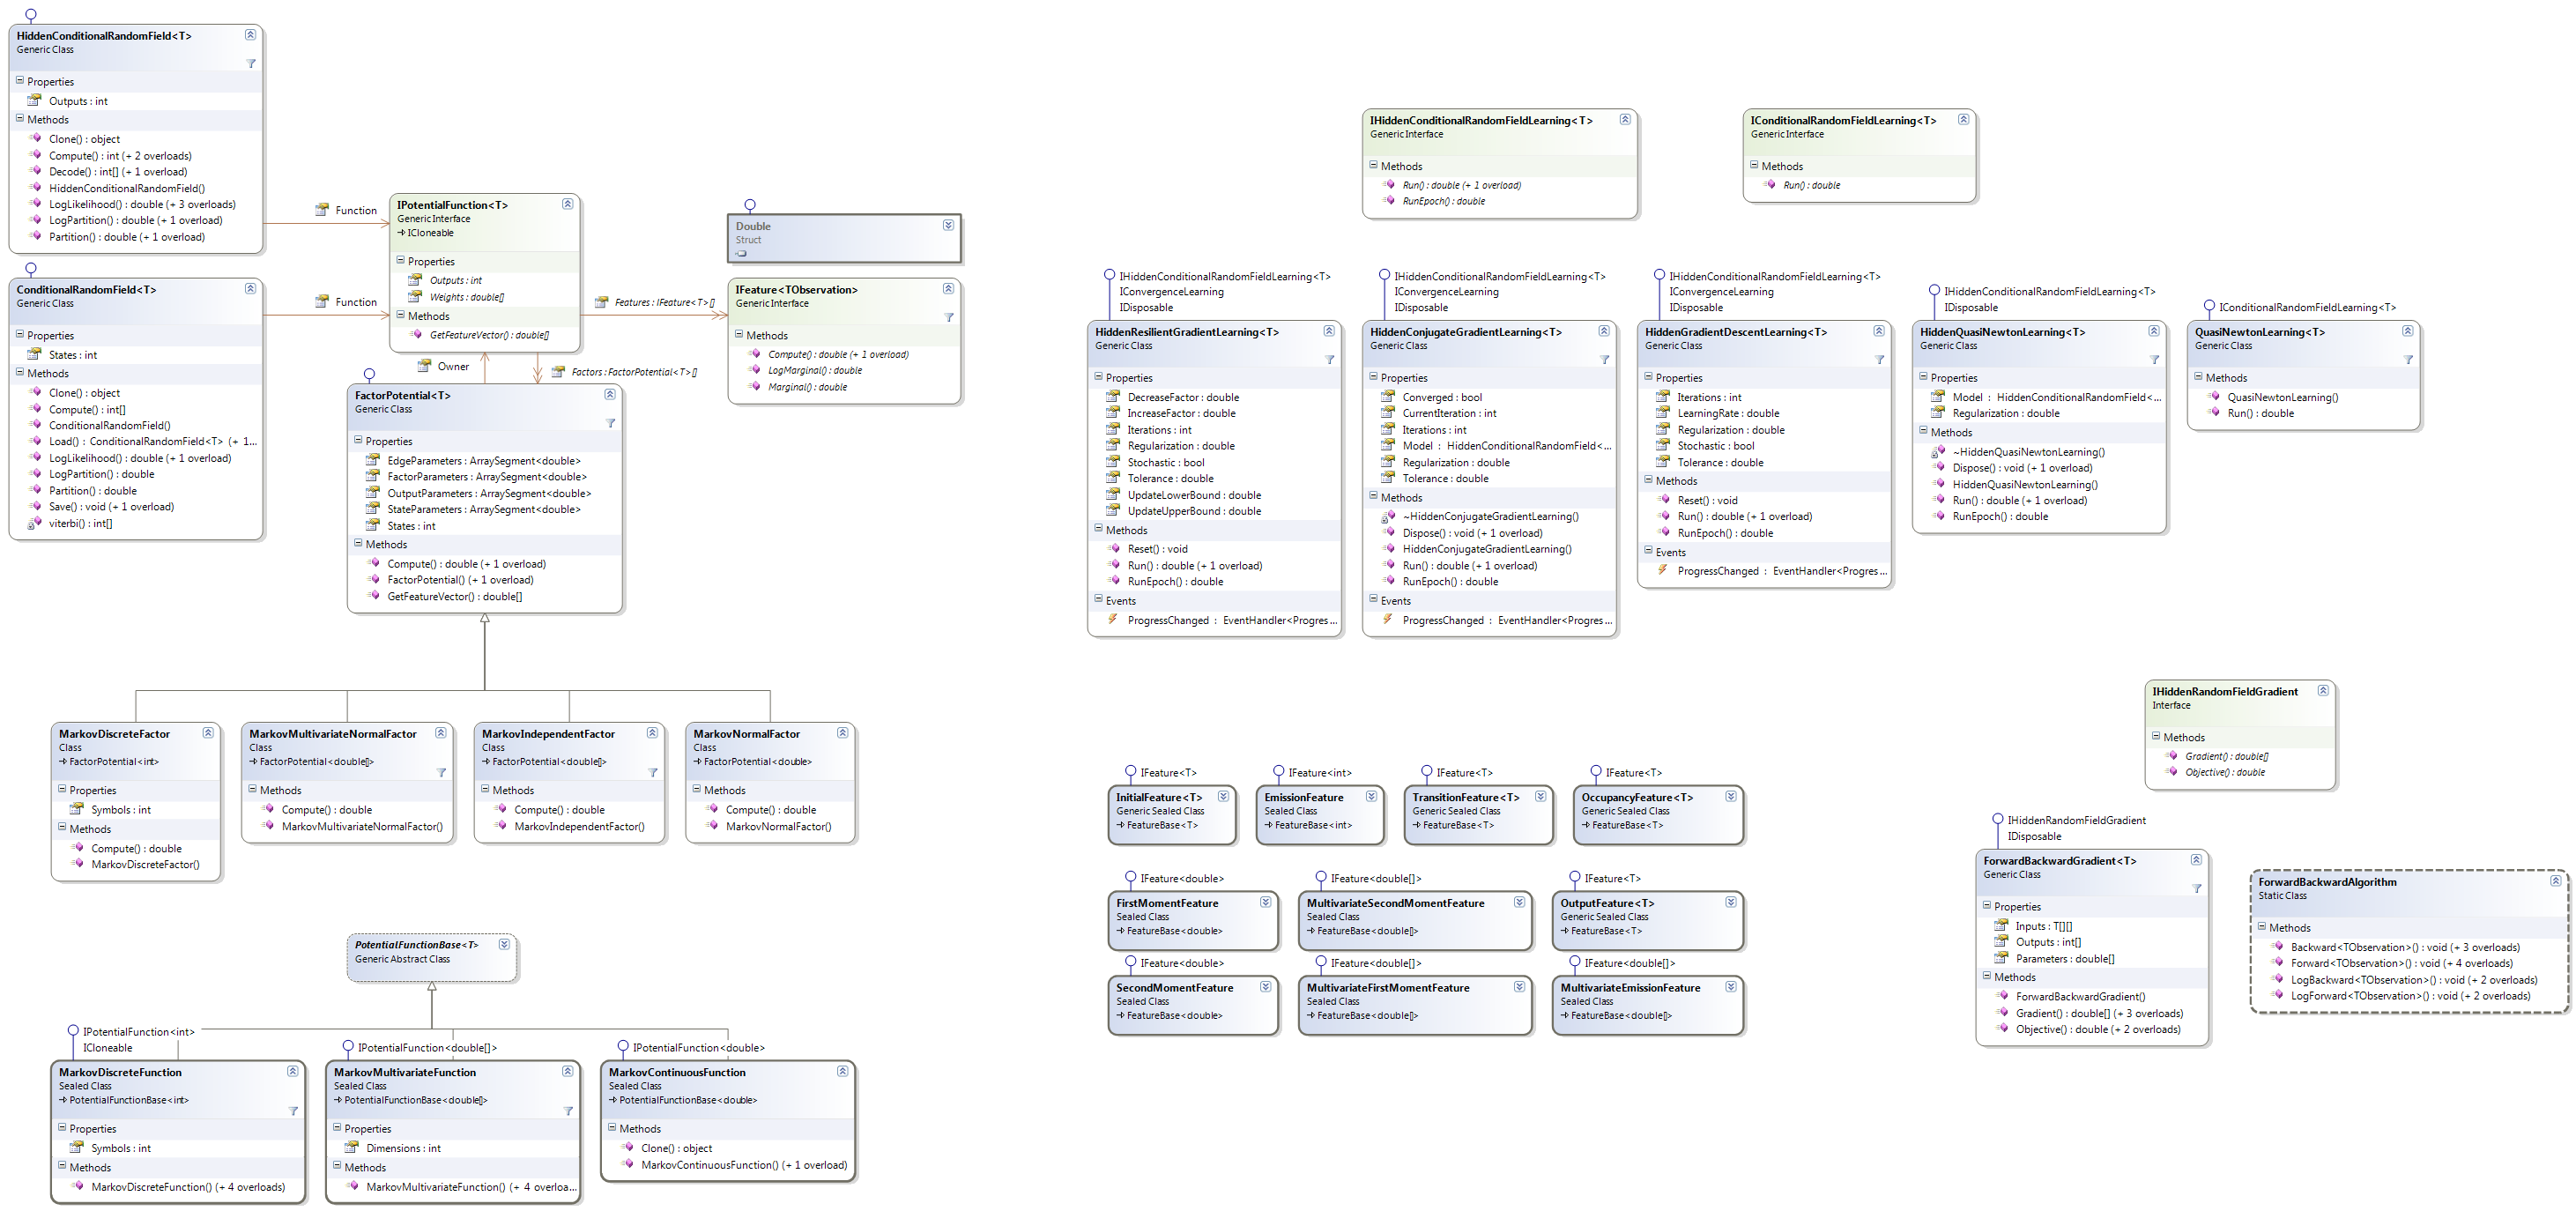 HiddenConditionalRandomField<T>
Generic Class
Properties
Outputs : int
Methods
Clone() : object
Compute() : int (+ 2 overloads)
Decode() : int[] (+ 1 overload)
HiddenConditionalRandomField()
LogLikelihood() : double (+ 3 overloads)
LogPartition() : double (+ 1 overload)
Partition() : double (+ 1 overload)
Function
ConditionalRandomField<T>
Generic Class
Properties
States : int
Methods
Clone() : object
Compute() : int[]
ConditionalRandomField()
Load() : ConditionalRandomField<T> (+ 1...
LogLikelihood() : double (+ 1 overload)
LogPartition() : double
Partition() : double
Save() : void (+ 1 overload)
viterbi() : int[]
Function
IPotentialFunction<T>
Generic Interface
ICloneable
Properties
Outputs : int
Weights : double[]
Methods
GetFeatureVector() : double[]
Features : IFeature<T>[]
Owner
Factors : FactorPotential<T>[]
Double
Struct
IFeature<TObservation>
Generic Interface
Methods
Compute() : double (+ 1 overload)
LogMarginal() : double
Marginal() : double
FactorPotential<T>
Generic Class
Properties
EdgeParameters : ArraySegment<double>
FactorParameters : ArraySegment<double>
OutputParameters : ArraySegment<double>
StateParameters : ArraySegment<double>
States : int
Methods
Compute() : double (+ 1 overload)
FactorPotential() (+ 1 overload)
GetFeatureVector() : double[]
MarkovDiscreteFactor
Class
FactorPotential<int>
Properties
Symbols : int
Methods
Compute() : double
MarkovDiscreteFactor()
MarkovMultivariateNormalFactor
Class
FactorPotential<double[]>
Methods
Compute() : double
MarkovMultivariateNormalFactor()
MarkovIndependentFactor
Class
FactorPotential<double[]>
Methods
Compute() : double
MarkovIndependentFactor()
MarkovNormalFactor
Class
FactorPotential<double>
Methods
Compute() : double
MarkovNormalFactor()
PotentialFunctionBase<T>
Generic Abstract Class
IPotentialFunction<int>
ICloneable
MarkovDiscreteFunction
Sealed Class
PotentialFunctionBase<int>
Properties
Symbols : int
Methods
MarkovDiscreteFunction() (+ 4 overloads)
IPotentialFunction<double[]>
MarkovMultivariateFunction
Sealed Class
PotentialFunctionBase<double[]>
Properties
Dimensions : int
Methods
MarkovMultivariateFunction() (+ 4 overloa...
IPotentialFunction<double>
MarkovContinuousFunction
Sealed Class
PotentialFunctionBase<double>
Methods
Clone() : object
MarkovContinuousFunction() (+ 1 overload)
IHiddenConditionalRandomFieldLearning<T>
Generic Interface
Methods
Run() : double (+ 1 overload)
RunEpoch() : double
IConditionalRandomFieldLearning<T>
Generic Interface
Methods
Run() : double
IHiddenConditionalRandomFieldLearning<T>
IConvergenceLearning
IDisposable
HiddenResilientGradientLearning<T>
Generic Class
Properties
DecreaseFactor : double
IncreaseFactor : double
Iterations : int
Regularization : double
Stochastic : bool
Tolerance : double
UpdateLowerBound : double
UpdateUpperBound : double
Methods
Reset() : void
Run() : double (+ 1 overload)
RunEpoch() : double
Events
ProgressChanged : EventHandler<Progres...
IHiddenConditionalRandomFieldLearning<T>
IConvergenceLearning
IDisposable
HiddenConjugateGradientLearning<T>
Generic Class
Properties
Converged : bool
CurrentIteration : int
Iterations : int
Model : HiddenConditionalRandomField<...
Regularization : double
Tolerance : double
Methods
~HiddenConjugateGradientLearning()
Dispose() : void (+ 1 overload)
HiddenConjugateGradientLearning()
Run() : double (+ 1 overload)
RunEpoch() : double
Events
ProgressChanged : EventHandler<Progres...
IHiddenConditionalRandomFieldLearning<T>
IConvergenceLearning
IDisposable
HiddenGradientDescentLearning<T>
Generic Class
Properties
Iterations : int
LearningRate : double
Regularization : double
Stochastic : bool
Tolerance : double
Methods
Reset() : void
Run() : double (+ 1 overload)
RunEpoch() : double
Events
ProgressChanged : EventHandler<Progres...
IHiddenConditionalRandomFieldLearning<T>
IDisposable
HiddenQuasiNewtonLearning<T>
Generic Class
Properties
Model : HiddenConditionalRandomField<...
Regularization : double
Methods
~HiddenQuasiNewtonLearning()
Dispose() : void (+ 1 overload)
HiddenQuasiNewtonLearning()
Run() : double (+ 1 overload)
RunEpoch() : double
IConditionalRandomFieldLearning<T>
QuasiNewtonLearning<T>
Generic Class
Methods
QuasiNewtonLearning()
Run() : double
IFeature<T>
InitialFeature<T>
Generic Sealed Class
FeatureBase<T>
IFeature<int>
EmissionFeature
Sealed Class
FeatureBase<int>
IFeature<T>
TransitionFeature<T>
Generic Sealed Class
FeatureBase<T>
IFeature<T>
OccupancyFeature<T>
Generic Sealed Class
FeatureBase<T>
IFeature<double>
FirstMomentFeature
Sealed Class
FeatureBase<double>
IFeature<double[]>
MultivariateSecondMomentFeature
Sealed Class
FeatureBase<double[]>
IFeature<T>
OutputFeature<T>
Generic Sealed Class
FeatureBase<T>
IFeature<double>
SecondMomentFeature
Sealed Class
FeatureBase<double>
IFeature<double[]>
MultivariateFirstMomentFeature
Sealed Class
FeatureBase<double[]>
IFeature<double[]>
MultivariateEmissionFeature
Sealed Class
FeatureBase<double[]>
IHiddenRandomFieldGradient
Interface
Methods
Gradient() : double[]
Objective() : double
IHiddenRandomFieldGradient
IDisposable
ForwardBackwardGradient<T>
Generic Class
Properties
Inputs : T[][]
Outputs : int[]
Parameters : double[]
Methods
ForwardBackwardGradient()
Gradient() : double[] (+ 3 overloads)
Objective() : double (+ 2 overloads)
ForwardBackwardAlgorithm
Static Class
Methods
Backward<TObservation>() : void (+ 3 overloads)
Forward<TObservation>() : void (+ 4 overloads)
LogBackward<TObservation>() : void (+ 2 overloads)
LogForward<TObservation>() : void (+ 2 overloads)